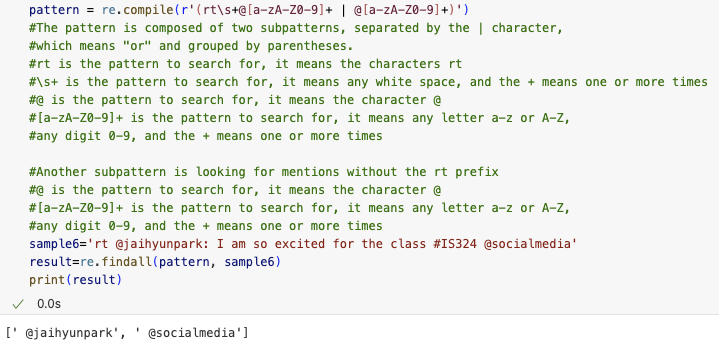 pattern = re.compile(r'(rt\s+@[a-zA-Z0-9]+ | @[a-zA-Z0-9]+)')
#The pattern is composed of two subpatterns, separated by the | character,
#which means "or" and grouped by parentheses.
#rt is the pattern to search for, it means the characters rt
#\s+ is the pattern to search for, it means any white space, and the + means one or more times
#@ is the pattern to search for, it means the character @
#[a-zA-Z0-9]+ is the pattern to search for, it means any letter a-z or A-Z,
#any digit 0-9, and the + means one or more times

#Another subpattern is looking for mentions without the rt prefix
#@ is the pattern to search for, it means the character @
#[a-zA-Z0-9]+ is the pattern to search for, it means any letter a-z or A-Z,
#any digit 0-9, and the + means one or more times
sample6='rt @jaihyunpark: I am so excited for the class #IS324 @socialmedia'
result=re.findall(pattern, sample6)
print(result)
✓ 0.0s
[' @jaihyunpark', ' @socialmedia']